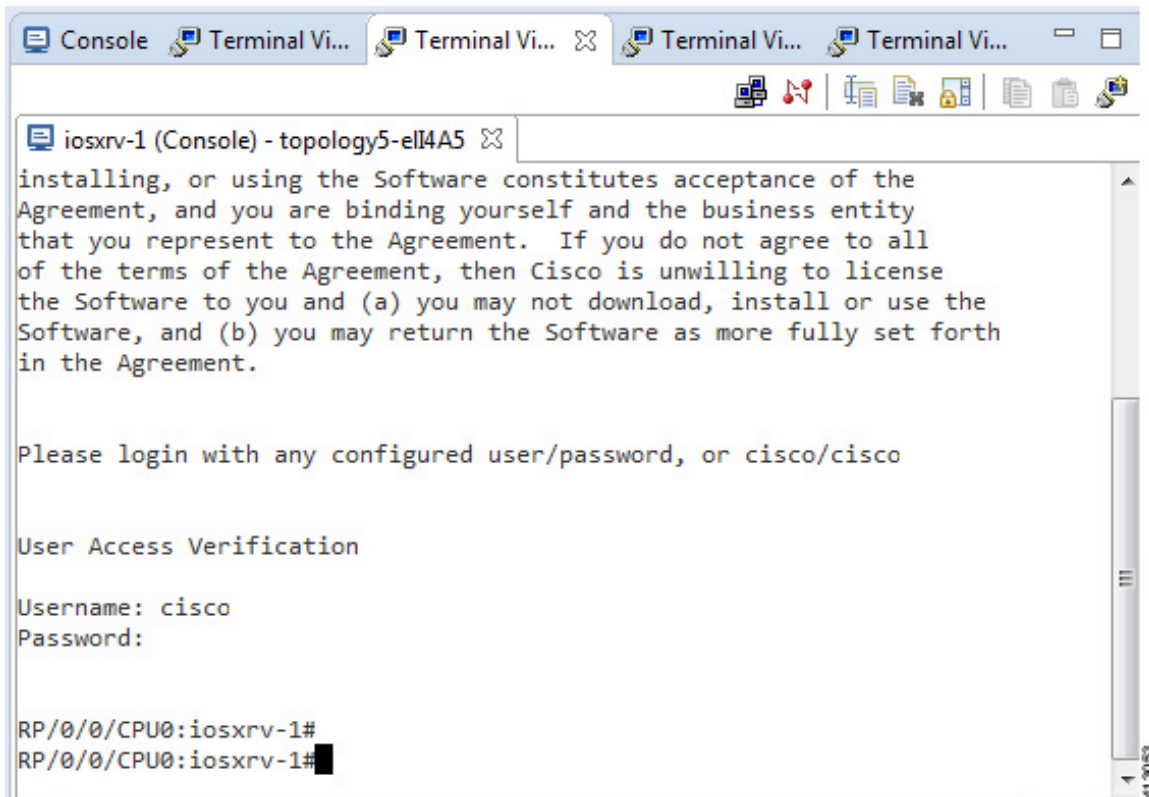 Console Terminal Vi... Terminal Vi... Terminal Vi... Terminal Vi...
iosxrv-1 (Console) - topology5-elI4A5
installing, or using the Software constitutes acceptance of the
Agreement, and you are binding yourself and the business entity
that you represent to the Agreement.  If you do not agree to all
of the terms of the Agreement, then Cisco is unwilling to license
the Software to you and (a) you may not download, install or use the
Software, and (b) you may return the Software as more fully set forth
in the Agreement.
Please login with any configured user/password, or cisco/cisco
User Access Verification
Username: cisco
Password:
RP/0/0/CPU0:iosxrv-1#
RP/0/0/CPU0:iosxrv-1#
413053